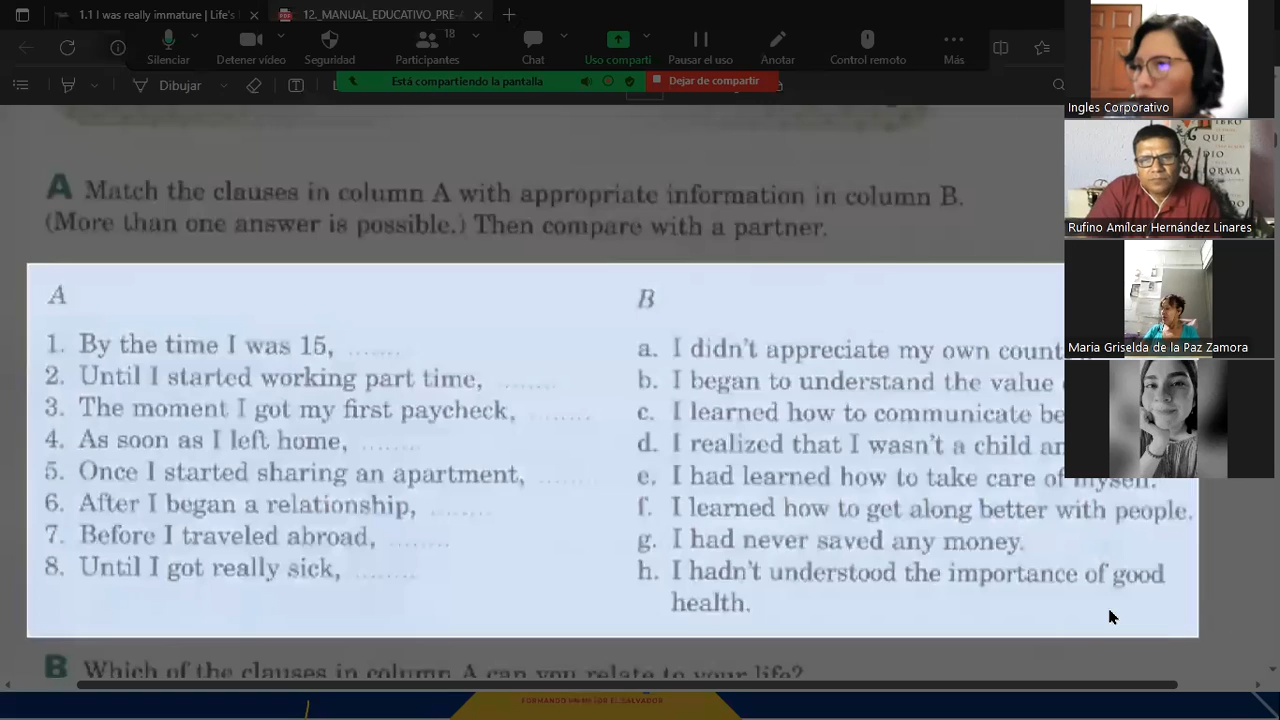 1.1 I was really immature | Life's
12._MANUAL_EDUCATIVO_PRE-
Silenciar
Detener vídeo
Seguridad
18
Participantes
Chat
Uso comparti
Pausar el uso
Anotar
Control remoto
Más
Dibujar
Está compartiendo la pantalla
Dejar de compartir
Ingles Corporativo
Rufino Amílcar Hernández Linares
Maria Griselda de la Paz Zamora
QUE
DIO
A Match the clauses in column A with appropriate information in column B.
(More than one answer is possible.) Then compare with a partner.
A
1. By the time I was 15, ........
2. Until I started working part time, ........
3. The moment I got my first paycheck, ........
4. As soon as I left home, ........
5. Once I started sharing an apartment, ........
6. After I began a relationship, ........
7. Before I traveled abroad, ........
8. Until I got really sick, ........
B
a. I didn't appreciate my own count
b. I began to understand the value
c. I learned how to communicate be
d. I realized that I wasn't a child an
e. I had learned how to take care of myself.
f. I learned how to get along better with people.
g. I had never saved any money.
h. I hadn't understood the importance of good
health.
B Which of the clauses in column A can you relate to your life?